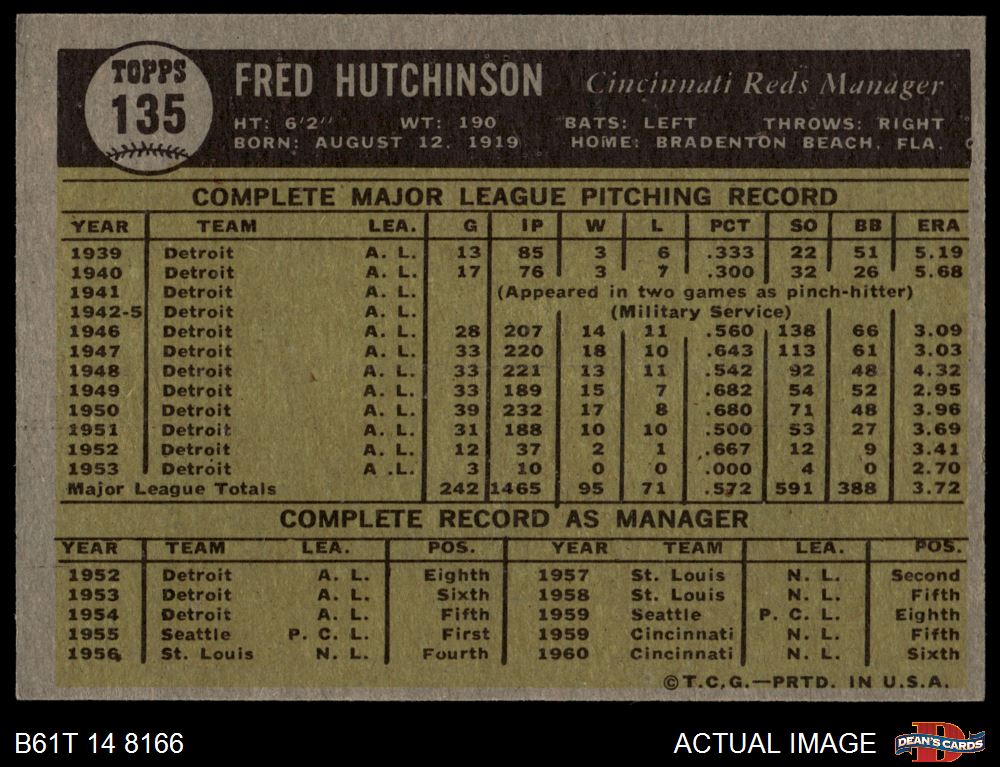 TOPPS
135
FRED HUTCHINSON Cincinnati Reds Manager
HT: 6'2'' WT: 190 BATS: LEFT THROWS: RIGHT
BORN: AUGUST 12, 1919 HOME: BRADENTON BEACH, FLA.
COMPLETE MAJOR LEAGUE PITCHING RECORD
YEAR TEAM LEA. G IP W L PCT SO BB ERA
1939 Detroit A. L. 13 85 3 6 .333 22 51 5.19
1940 Detroit A. L. 17 76 3 7 .300 32 26 5.68
1941 Detroit A. L. (Appeared in two games as pinch-hitter)
1942-5 Detroit A. L. (Military Service)
1946 Detroit A. L. 28 207 14 11 .560 138 66 3.09
1947 Detroit A. L. 33 220 18 10 .643 113 61 3.03
1948 Detroit A. L. 33 221 13 11 .542 92 48 4.32
1949 Detroit A. L. 33 189 15 7 .682 54 52 2.95
1950 Detroit A. L. 39 232 17 8 .680 71 48 3.96
1951 Detroit A. L. 31 188 10 10 .500 53 27 3.69
1952 Detroit A. L. 12 37 2 1 .667 12 9 3.41
1953 Detroit A .L. 3 10 0 0 .000 4 0 2.70
Major League Totals 242 1465 95 71 .572 591 388 3.72
COMPLETE RECORD AS MANAGER
YEAR TEAM LEA. POS. YEAR TEAM LEA. POS.
1952 Detroit A. L. Eighth 1957 St. Louis N. L. Second
1953 Detroit A. L. Sixth 1958 St. Louis N. L. Fifth
1954 Detroit A. L. Fifth 1959 Seattle P. C. L. Eighth
1955 Seattle P. C. L. First 1959 Cincinnati N. L. Fifth
1956 St. Louis N. L. Fourth 1960 Cincinnati N. L. Sixth
©T.C.G.—PRTD. IN U.S.A.
B61T 14 8166 ACTUAL IMAGE DEAN'S CARDS